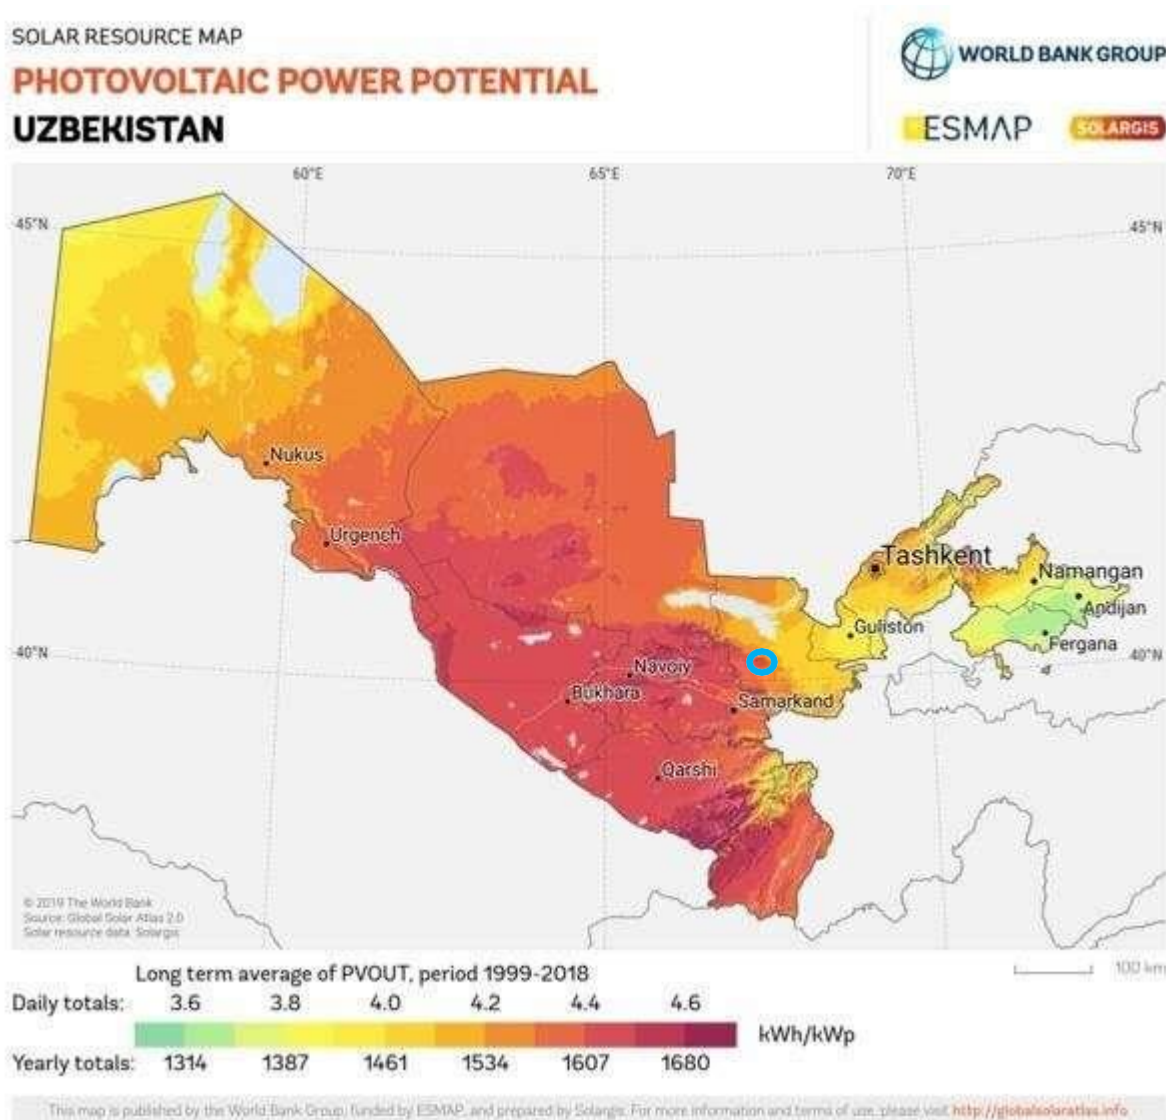 SOLAR RESOURCE MAP
PHOTOVOLTAIC POWER POTENTIAL
UZBEKISTAN
WORLD BANK GROUP
ESMAP
SOLARGIS
60°E
65°E
70°E
45°N
45°N
Nukus
Urgench
Tashkent
Namangan
Andijan
Guliston
Fergana
40°N
40°N
Navoiy
Bukhara
Samarkand
Qarshi
© 2019 The World Bank
Source: Global Solar Atlas 2.0
Solar resource data: Solargis
Long term average of PVOUT, period 1999-2018
100 km
Daily totals: 3.6 3.8 4.0 4.2 4.4 4.6
kWh/kWp
Yearly totals: 1314 1387 1461 1534 1607 1680
This map is published by the World Bank Group, funded by ESMAP, and prepared by Solargis. For more information and terms of use, please visit http://globalsolaratlas.info.